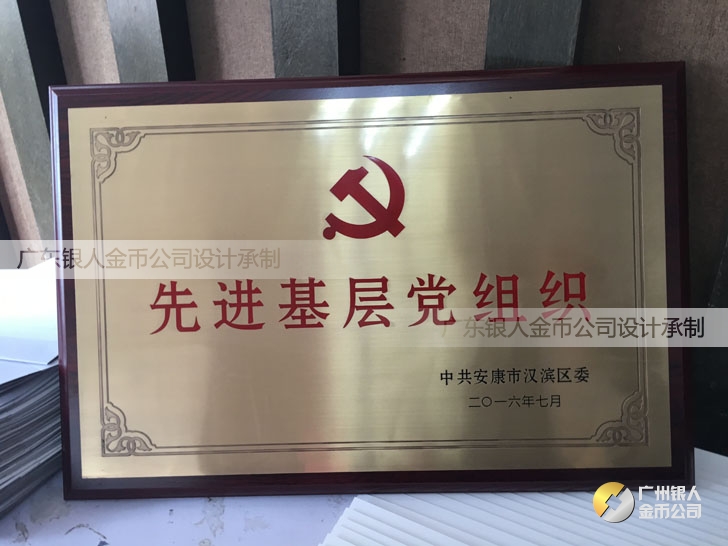 广东银人金币公司设计承制
先进基层党组织
广东银人金币公司设计承制
中共安康市汉滨区委
二〇一六年七月
广州银人
金币公司